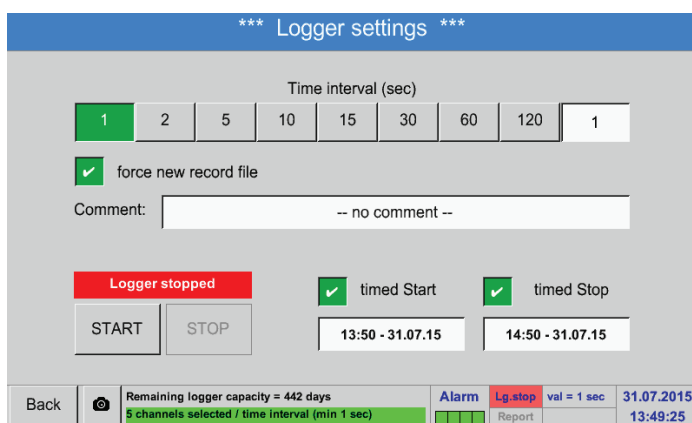 *** Logger settings ***
Time interval (sec)
1 2 5 10 15 30 60 120 1
force new record file
Comment: -- no comment --
Logger stopped
timed Start timed Stop
START STOP
13:50 - 31.07.15 14:50 - 31.07.15
Back
Remaining logger capacity = 442 days
5 channels selected / time interval (min 1 sec)
Alarm
Lg.stop val = 1 sec
Report
31.07.2015
13:49:25